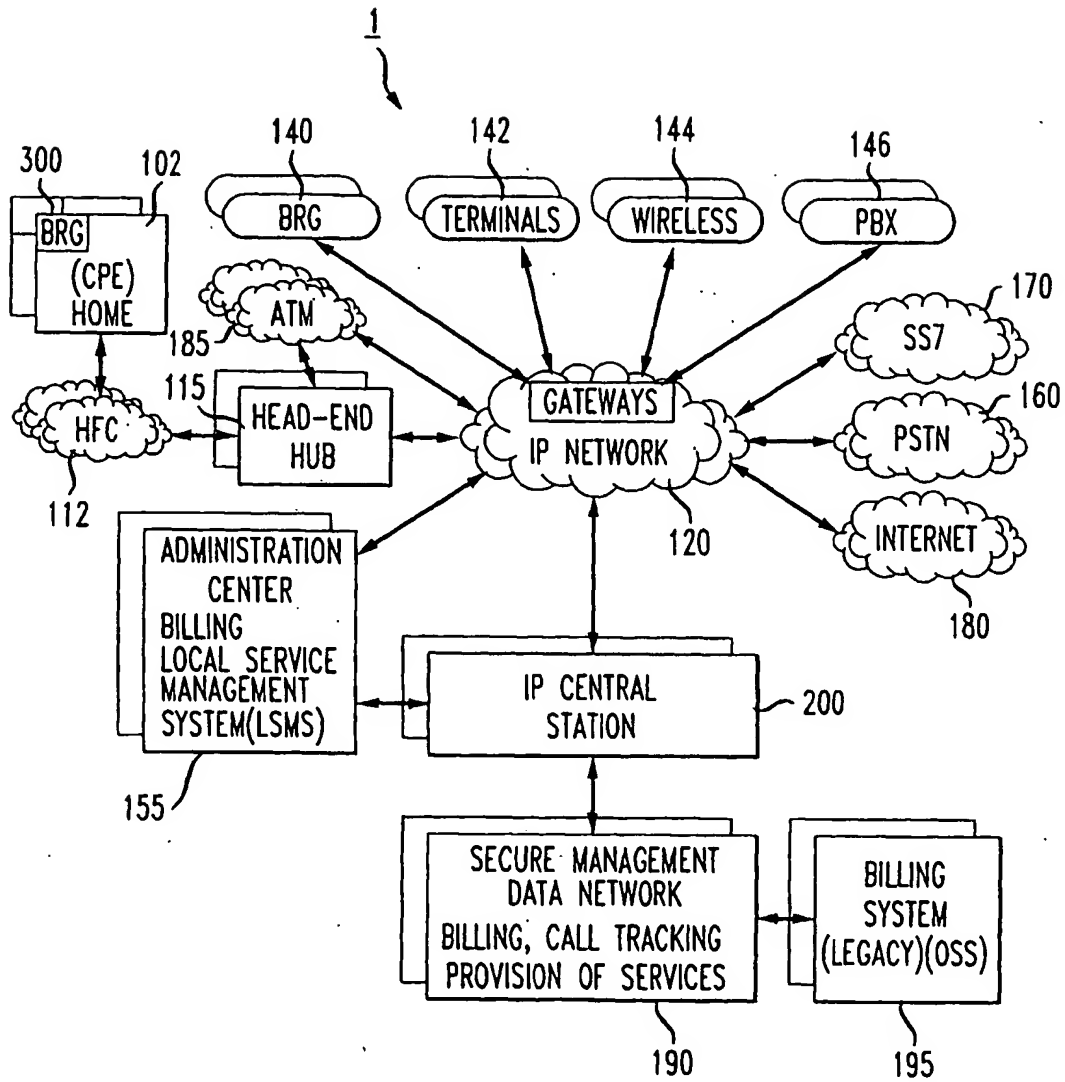 1
140
142
144
146
300
102
BRG
TERMINALS
WIRELESS
PBX
BRG
(CPE)
HOME
185
ATM
170
SS7
115
HEAD-END
HUB
GATEWAYS
IP NETWORK
160
PSTN
HFC
112
120
INTERNET
180
ADMINISTRATION
CENTER
BILLING
LOCAL SERVICE
MANAGEMENT
SYSTEM(LSMS)
155
IP CENTRAL
STATION
200
SECURE MANAGEMENT
DATA NETWORK
BILLING, CALL TRACKING
PROVISION OF SERVICES
190
BILLING
SYSTEM
(LEGACY)(OSS)
195